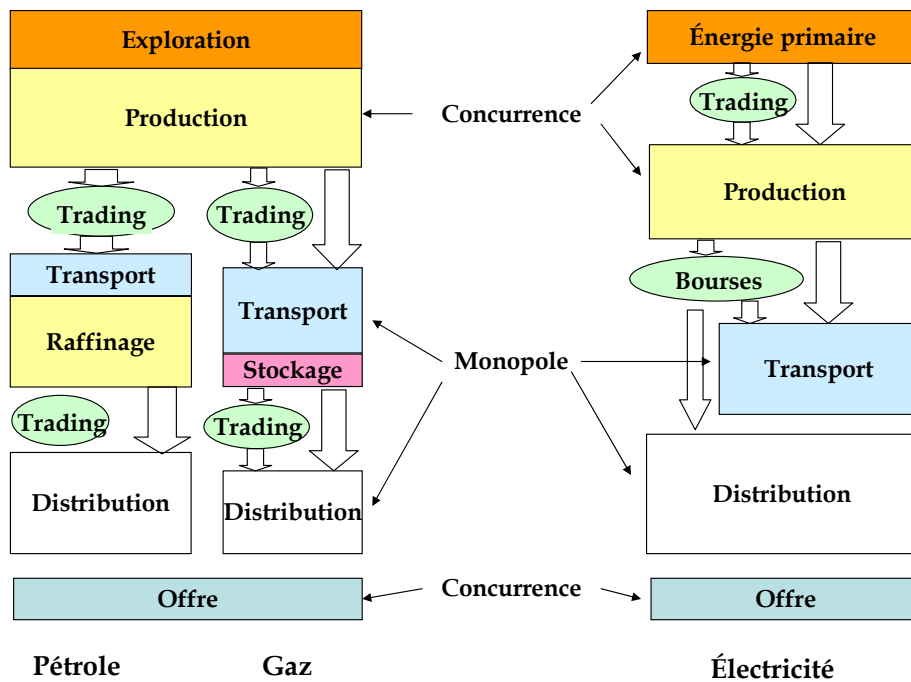 Exploration
Énergie primaire
Production
Concurrence
Trading
Production
Trading
Trading
Bourses
Transport
Transport
Raffinage
Monopole
Transport
Stockage
Trading
Trading
Distribution
Distribution
Distribution
Offre
Concurrence
Offre
Pétrole
Gaz
Électricité